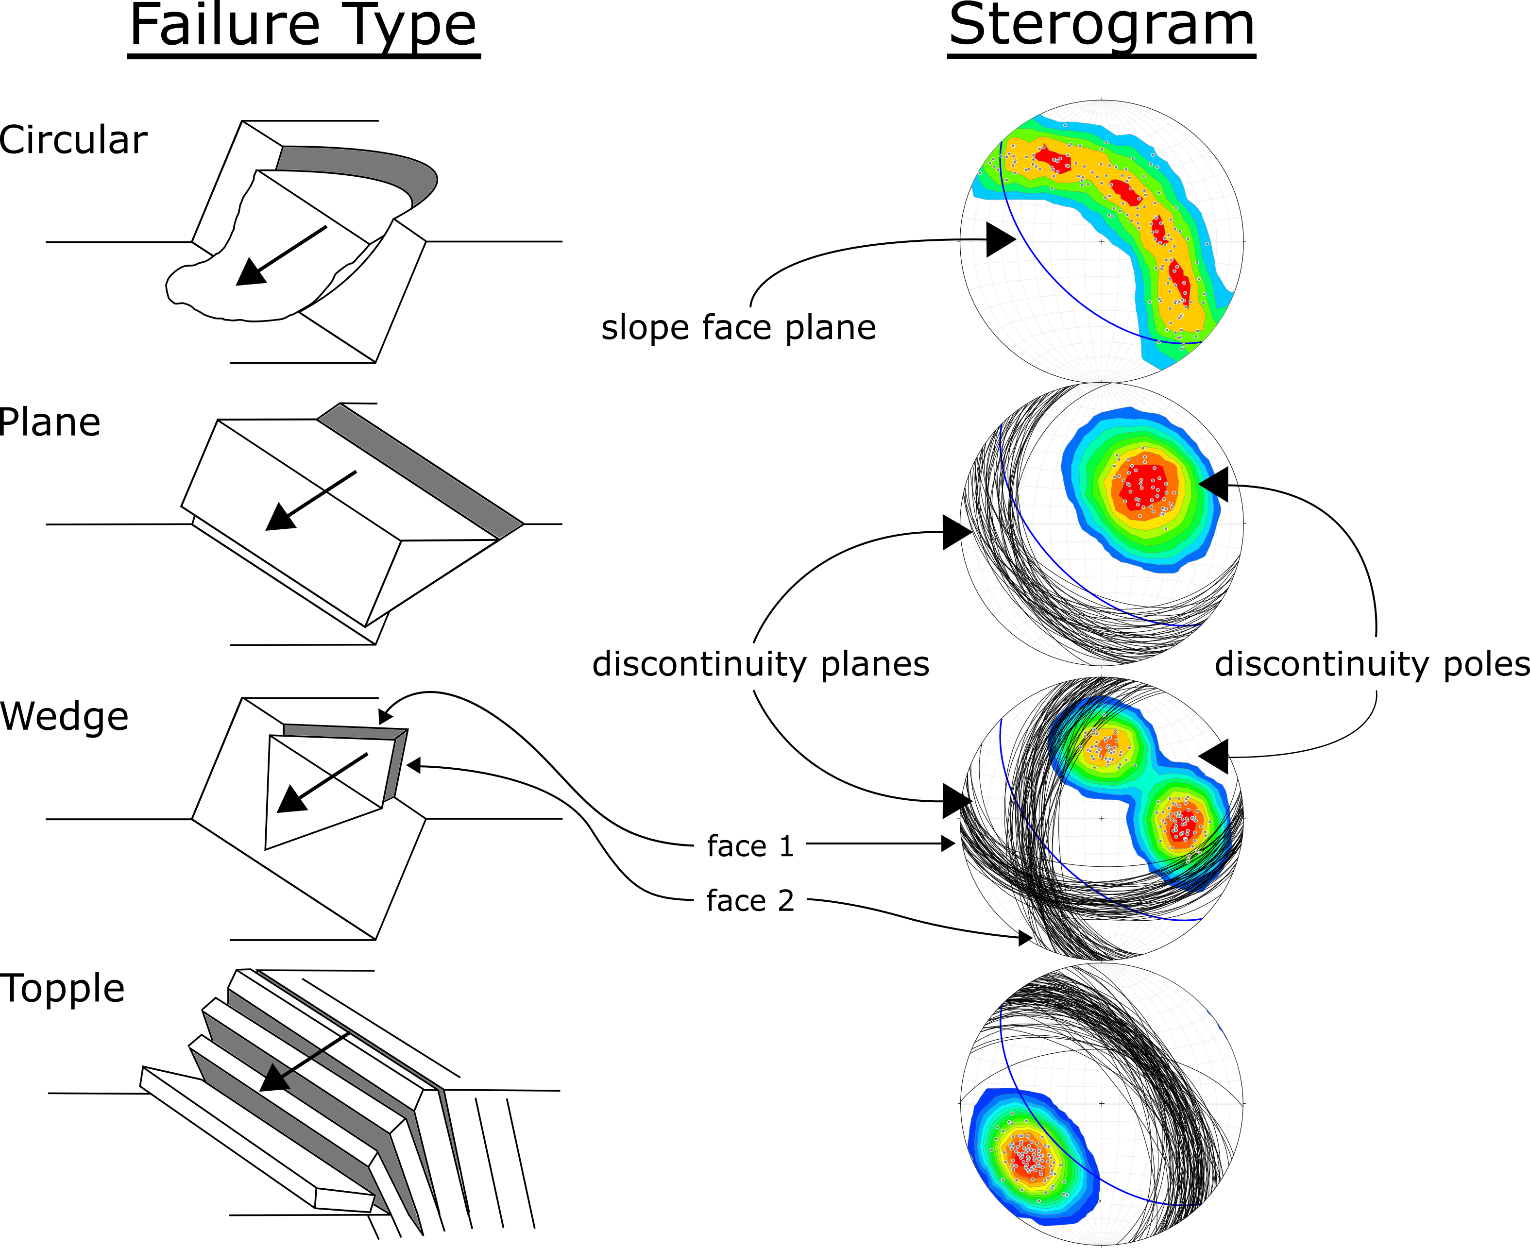 Failure Type
Sterogram
Circular
slope face plane
Plane
discontinuity planes
discontinuity poles
Wedge
face 1
face 2
Topple